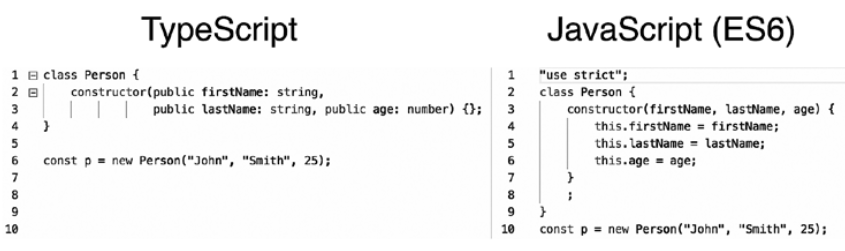 TypeScript
1 class Person {
2 constructor(public firstName: string,
3 public lastName: string, public age: number) {};
4 }
5
6 const p = new Person("John", "Smith", 25);
7
8
9
10
JavaScript (ES6)
1 "use strict";
2 class Person {
3 constructor(firstName, lastName, age) {
4 this.firstName = firstName;
5 this.lastName = lastName;
6 this.age = age;
7 }
8 ;
9 }
10 const p = new Person("John", "Smith", 25);